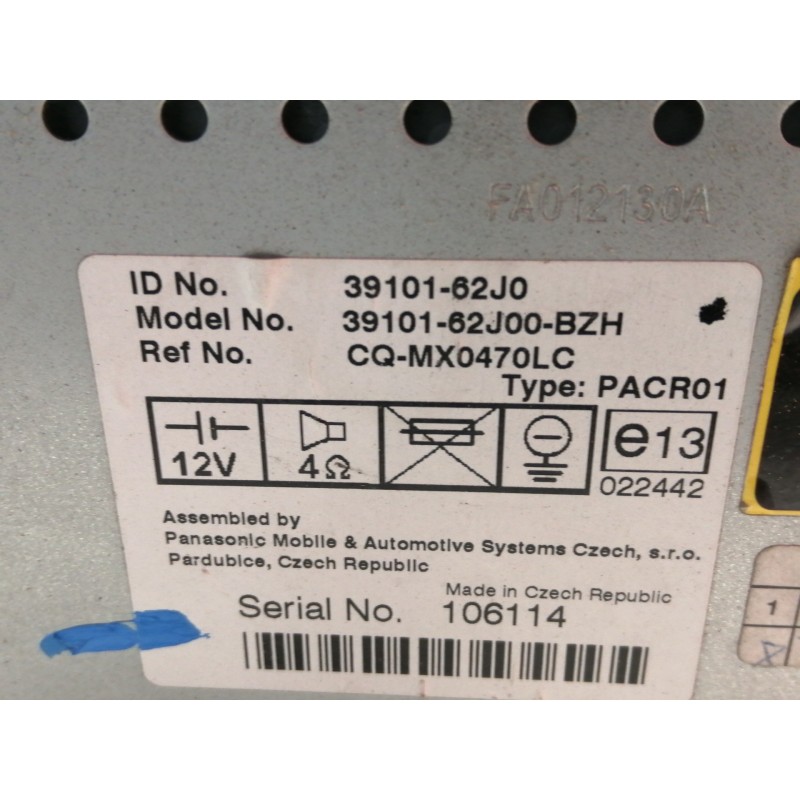 FA012130A
ID No. 39101-62J0
Model No. 39101-62J00-BZH
Ref No. CQ-MX0470LC
Type: PACR01
12V 4Ω e13
022442
Assembled by
Panasonic Mobile & Automotive Systems Czech, s.r.o.
Pardubice, Czech Republic
Made in Czech Republic
Serial No. 106114
1
8